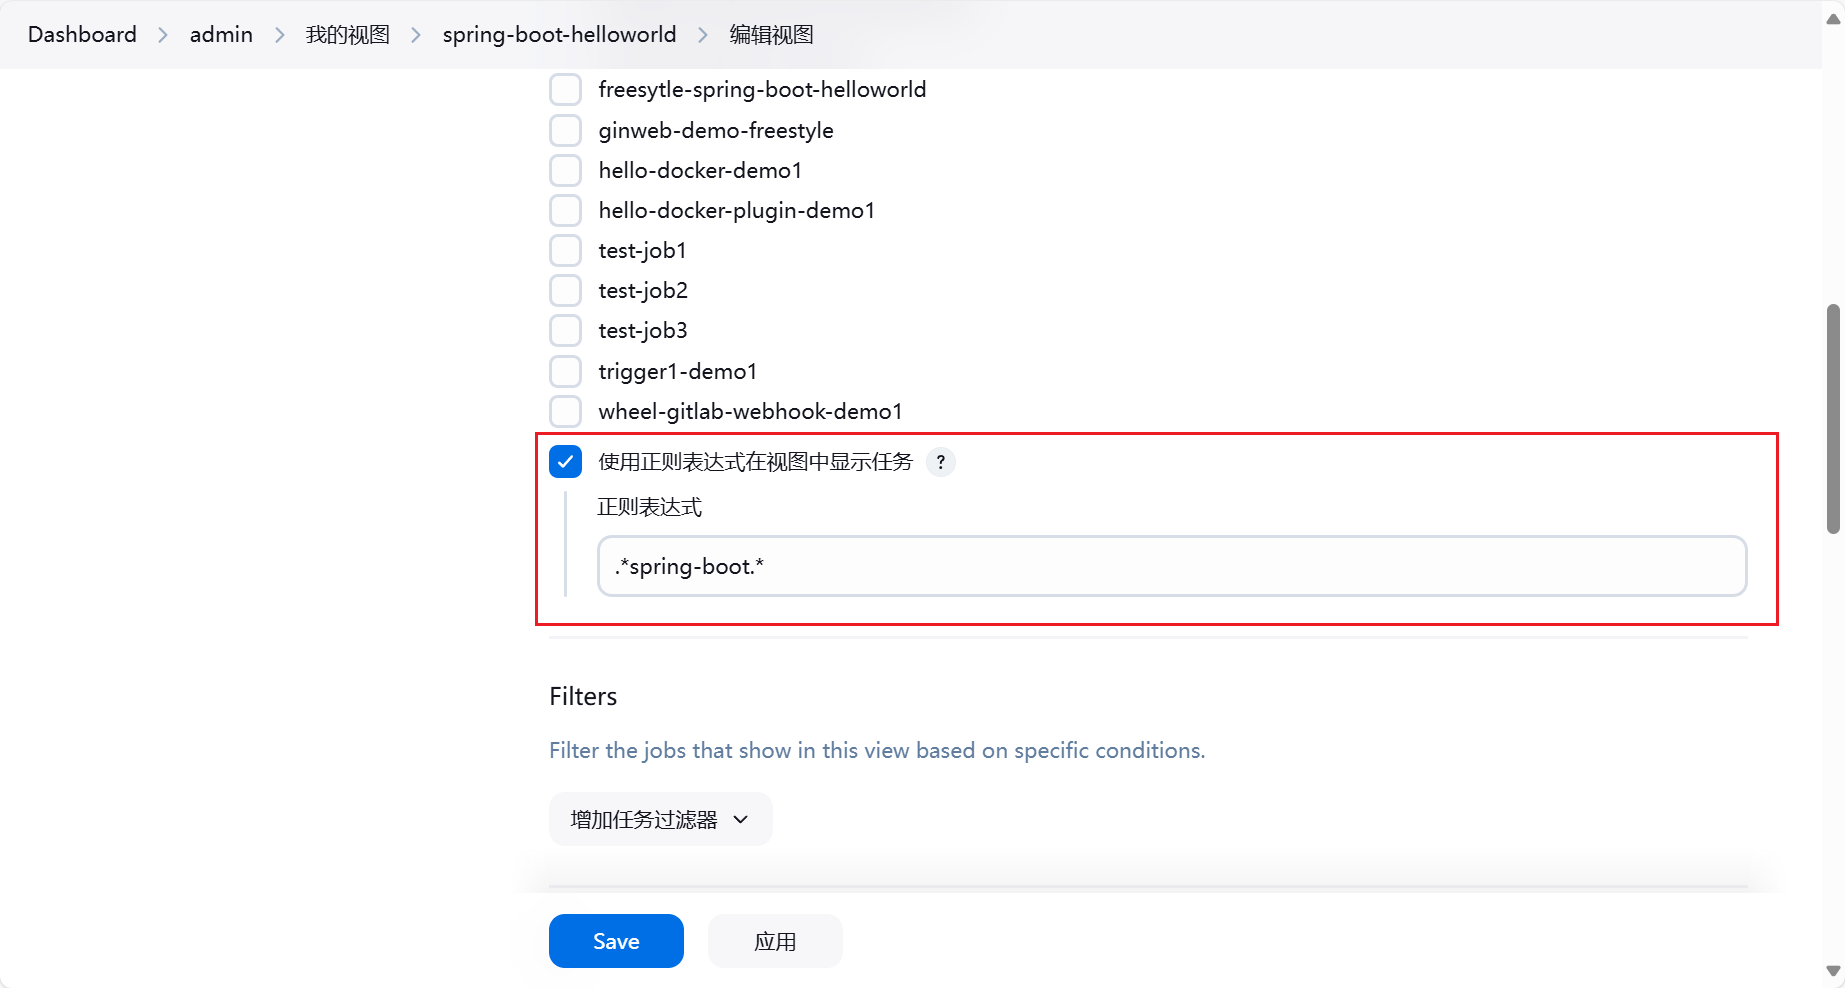 Dashboard > admin > 我的视图 > spring-boot-helloworld > 编辑视图
freesytle-spring-boot-helloworld
ginweb-demo-freestyle
hello-docker-demo1
hello-docker-plugin-demo1
test-job1
test-job2
test-job3
trigger1-demo1
wheel-gitlab-webhook-demo1
使用正则表达式在视图中显示任务 ?
正则表达式
.*spring-boot.*
Filters
Filter the jobs that show in this view based on specific conditions.
增加任务过滤器
Save 应用